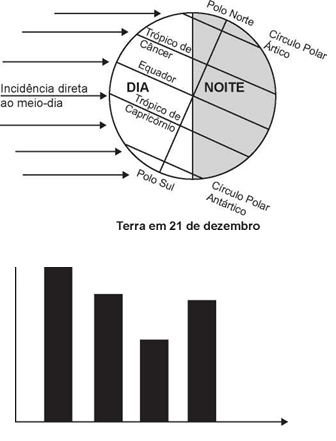 Polo Norte
Círculo Polar
Ártico
Trópico de
Câncer
Equador
Incidência direta
ao meio-dia
DIA
NOITE
Trópico de
Capricórnio
Polo Sul
Círculo Polar
Antártico
Terra em 21 de dezembro